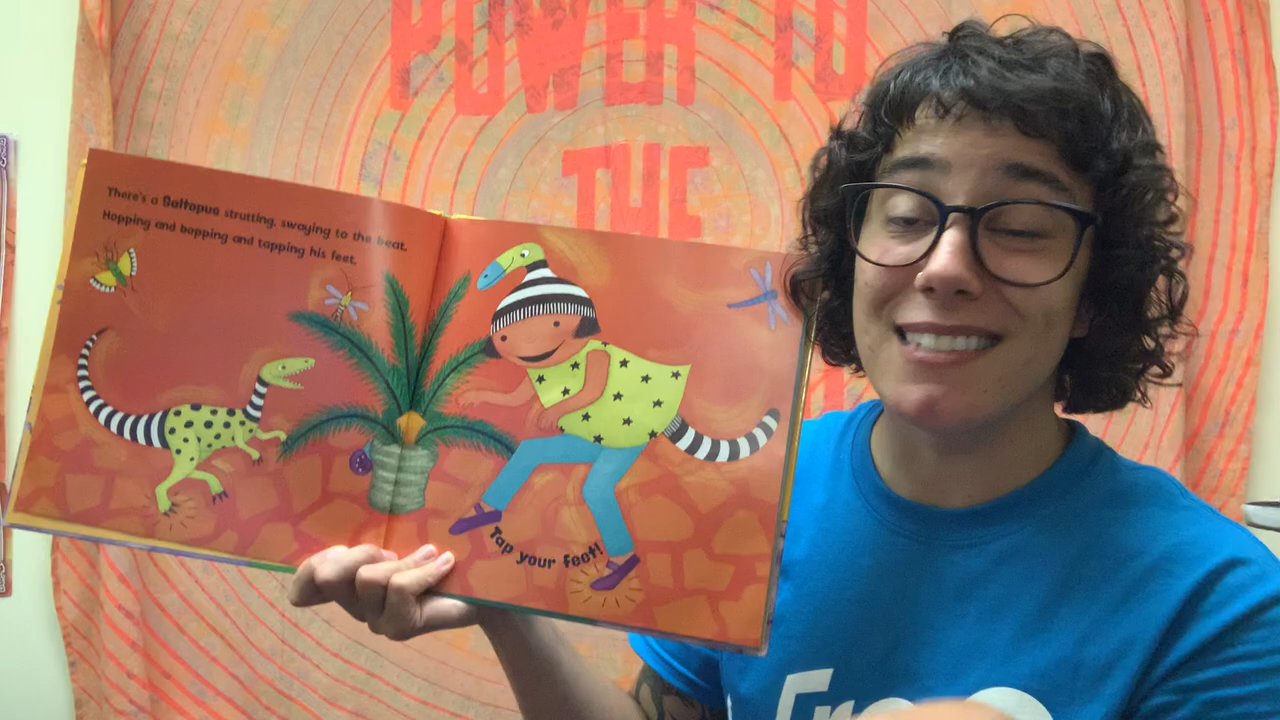 POWER TO
THE
There's a Saltopus strutting, swaying to the beat.
Hopping and bopping and tapping his feet.
Tap your feet!
Free